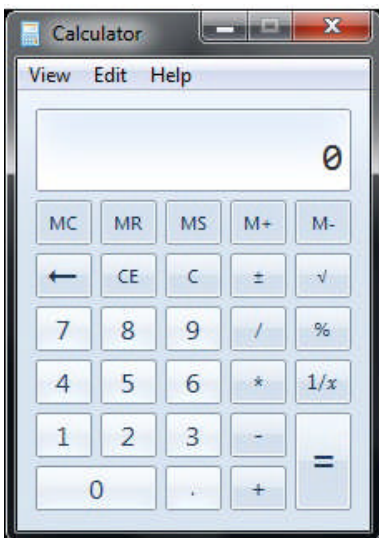 Calculator
View Edit Help
0
MC MR MS M+ M-
← CE C ± √
7 8 9 / %
4 5 6 * 1/x
1 2 3 - =
0 . +